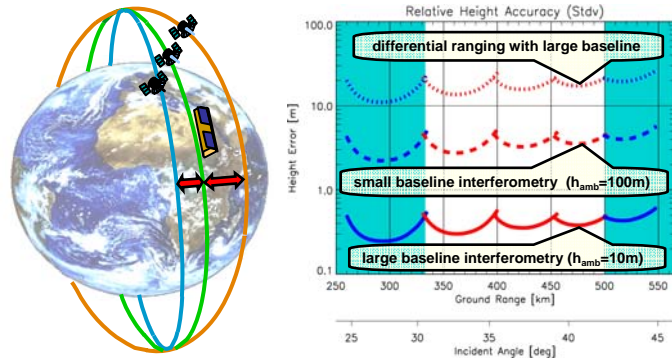 Relative Height Accuracy (Stdv)
100.0
differential ranging with large baseline
10.0
Height Error [m]
small baseline interferometry (hamb=100m)
1.0
large baseline interferometry (hamb=10m)
0.1
250 300 350 400 450 500 550
Ground Range [km]
25 30 35 40 45
Incident Angle [deg]